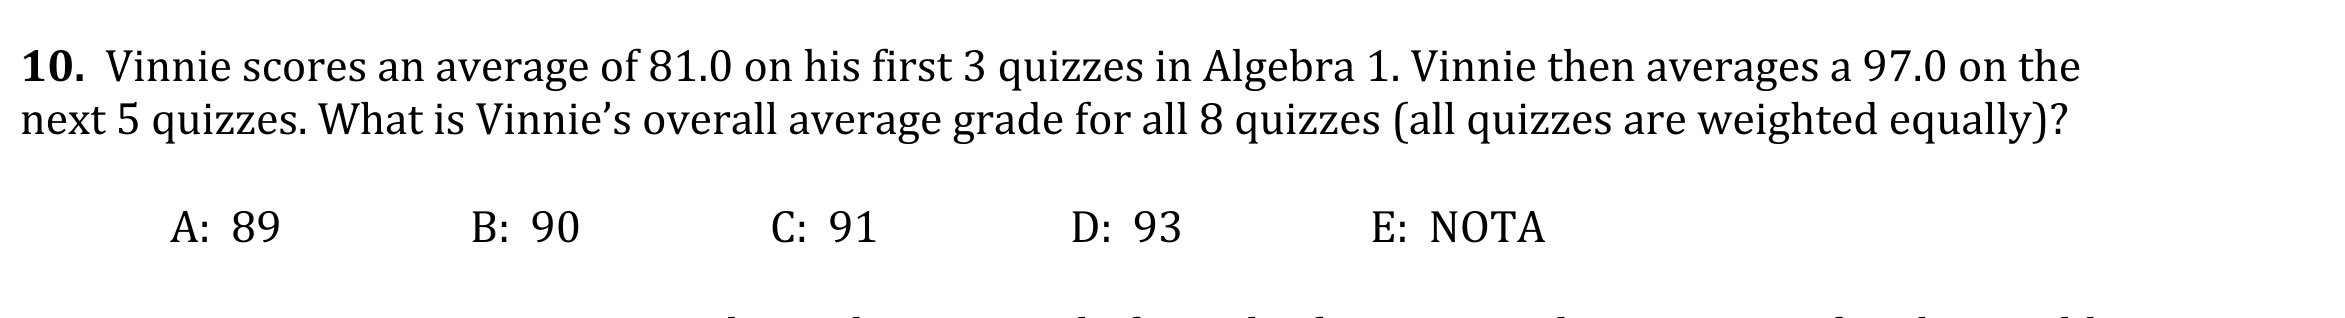 10. Vinnie scores an average of 81.0 on his first 3 quizzes in Algebra 1. Vinnie then averages a 97.0 on the
next 5 quizzes. What is Vinnie’s overall average grade for all 8 quizzes (all quizzes are weighted equally)?
A: 89 B: 90 C: 91 D: 93 E: NOTA